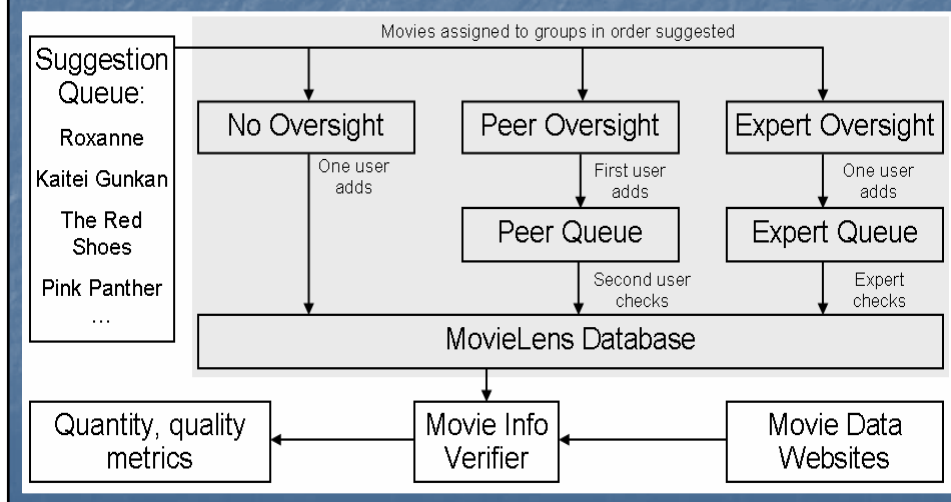 Movies assigned to groups in order suggested
Suggestion
Queue:
Roxanne
Kaitei Gunkan
The Red
Shoes
Pink Panther
...
No Oversight
Peer Oversight
Expert Oversight
One user
adds
First user
adds
One user
adds
Peer Queue
Expert Queue
Second user
checks
Expert
checks
MovieLens Database
Quantity, quality
metrics
Movie Info
Verifier
Movie Data
Websites